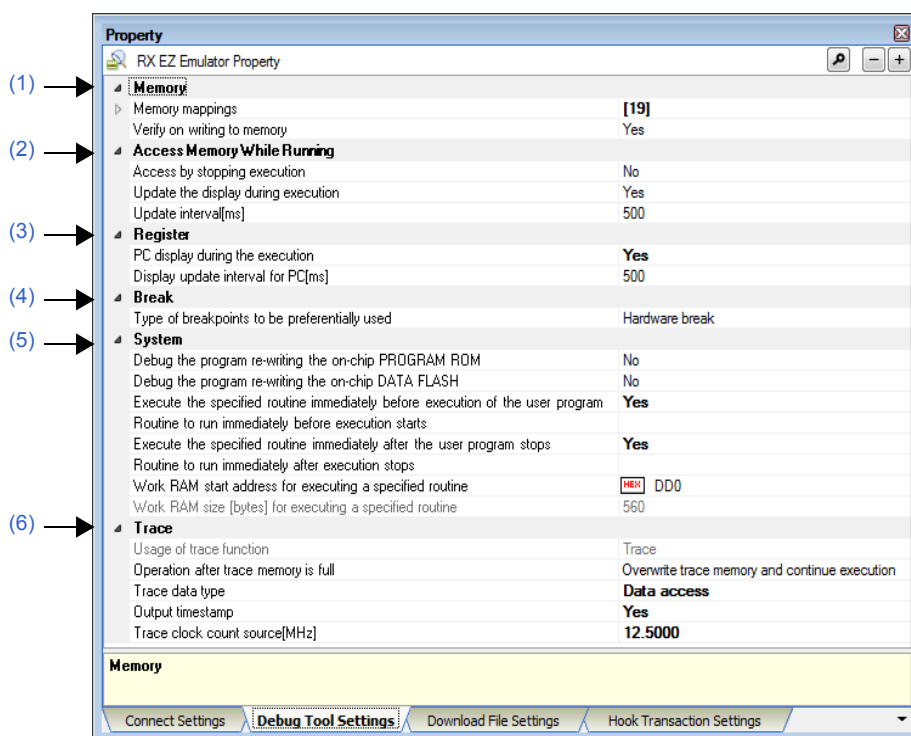 Property
RX EZ Emulator Property
(1) Memory
Memory mappings [19]
Verify on writing to memory Yes
(2) Access Memory While Running
Access by stopping execution No
Update the display during execution Yes
Update interval[ms] 500
(3) Register
PC display during the execution Yes
Display update interval for PC[ms] 500
(4) Break
Type of breakpoints to be preferentially used Hardware break
(5) System
Debug the program re-writing the on-chip PROGRAM ROM No
Debug the program re-writing the on-chip DATA FLASH No
Execute the specified routine immediately before execution of the user program Yes
Routine to run immediately before execution starts
Execute the specified routine immediately after the user program stops Yes
Routine to run immediately after execution stops
Work RAM start address for executing a specified routine HEX DD0
Work RAM size [bytes] for executing a specified routine 560
(6) Trace
Usage of trace function Trace
Operation after trace memory is full Overwrite trace memory and continue execution
Trace data type Data access
Output timestamp Yes
Trace clock count source[MHz] 12.5000
Memory
Connect Settings Debug Tool Settings Download File Settings Hook Transaction Settings